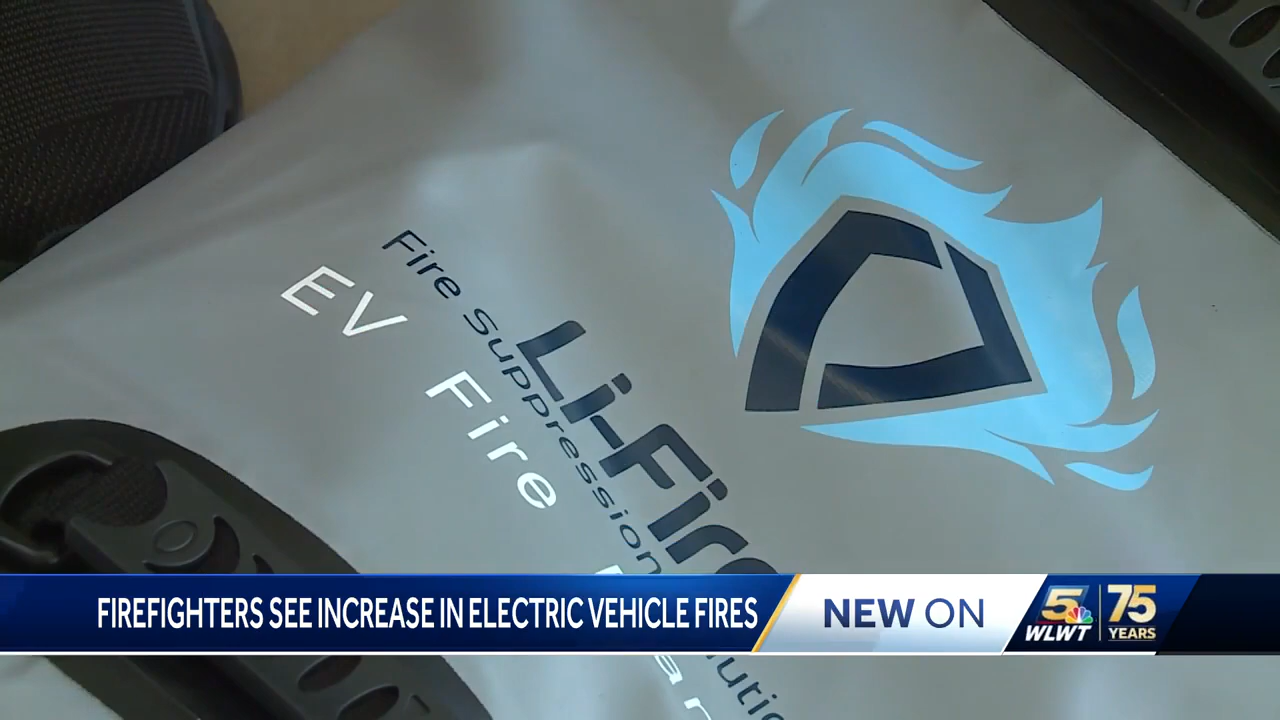 Li-Fire
Fire Suppression
EV Fire
FIREFIGHTERS SEE INCREASE IN ELECTRIC VEHICLE FIRES
NEW ON
5
WLWT
75
YEARS